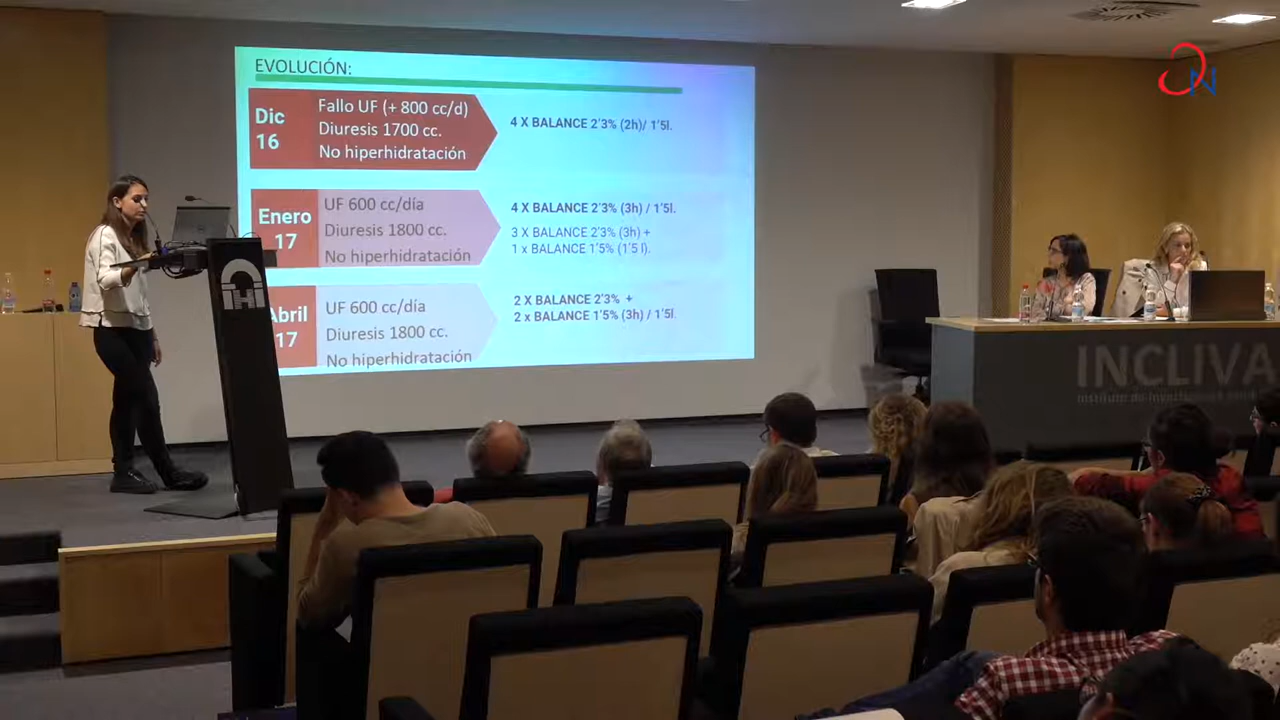 EVOLUCIÓN:
Dic
16
Fallo UF (+ 800 cc/d)
Diuresis 1700 cc.
No hiperhidratación
4 X BALANCE 2'3% (2h)/ 1'5l.
Enero
17
UF 600 cc/día
Diuresis 1800 cc.
No hiperhidratación
4 X BALANCE 2'3% (3h) / 1'5l.
3 X BALANCE 2'3% (3h) +
1 X BALANCE 1'5% (1'5 l).
Abril
17
UF 600 cc/día
Diuresis 1800 cc.
No hiperhidratación
2 X BALANCE 2'3% +
2 x BALANCE 1'5% (3h) / 1'5l.
iHi
INCLIVA
Instituto de Investigación